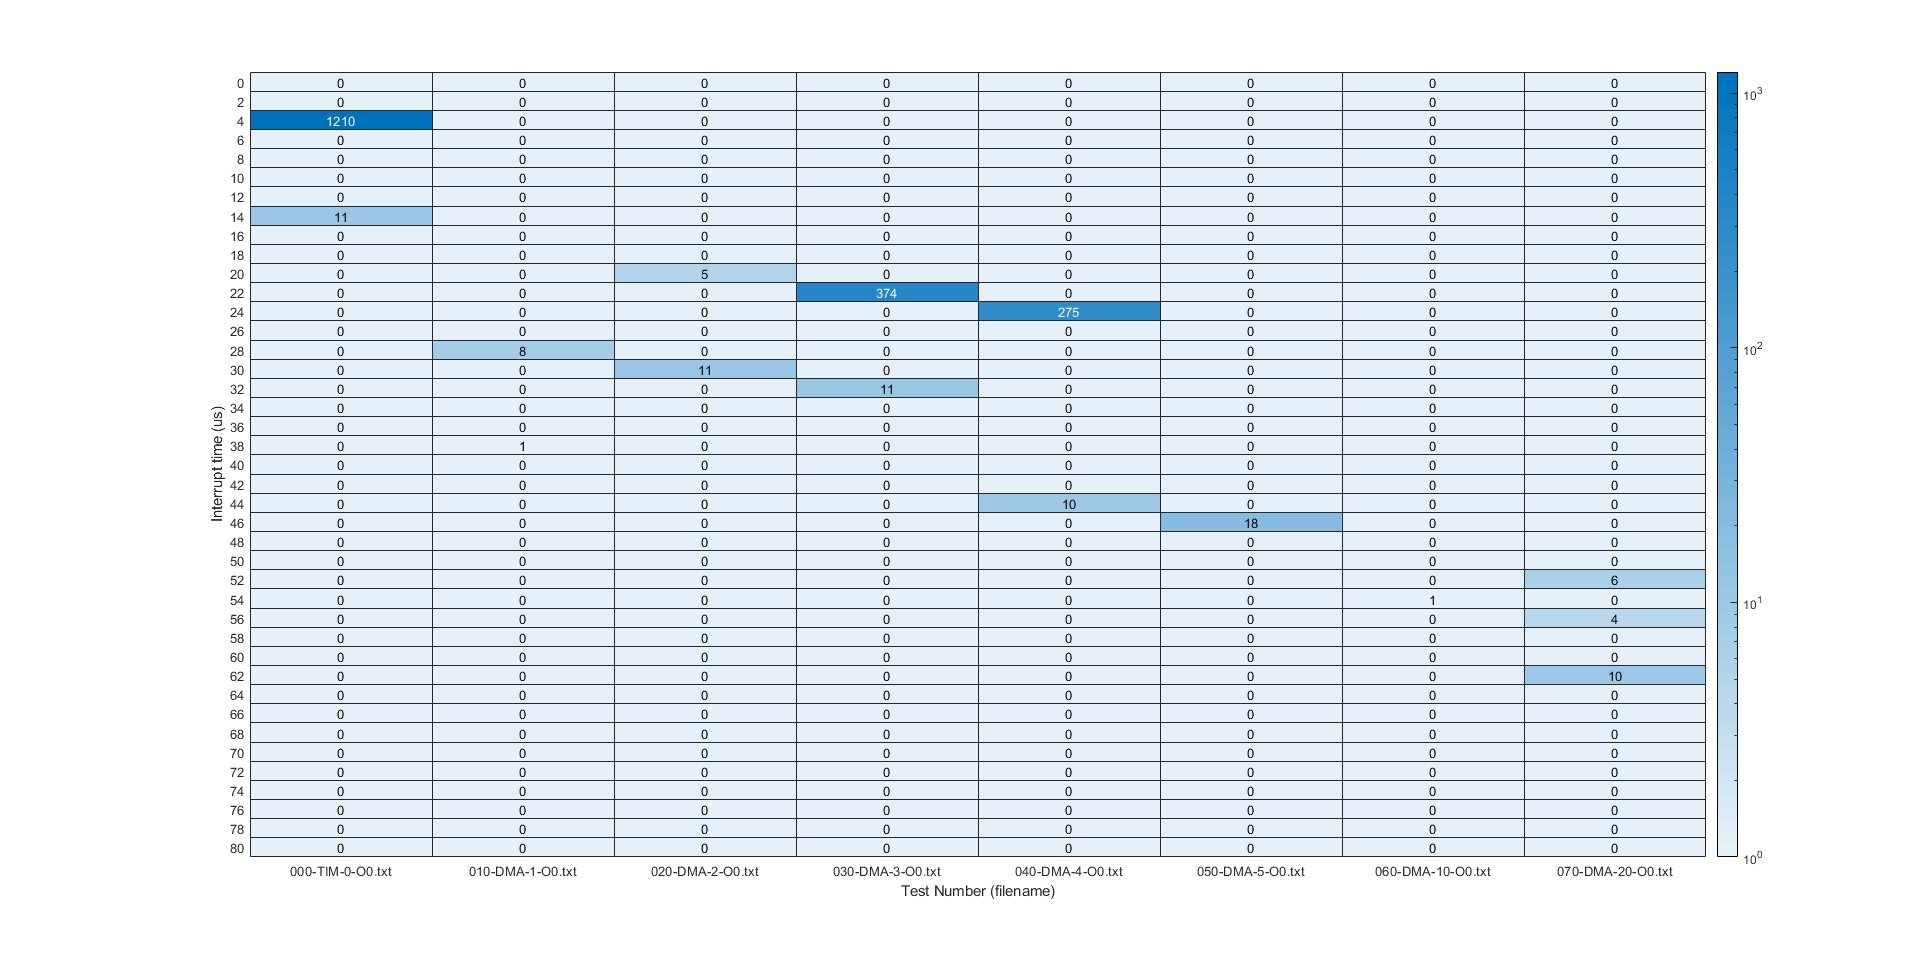 0 0 0 0 0 0 0 0 0
2 0 0 0 0 0 0 0 0
4 1210 0 0 0 0 0 0 0
6 0 0 0 0 0 0 0 0
8 0 0 0 0 0 0 0 0
10 0 0 0 0 0 0 0 0
12 0 0 0 0 0 0 0 0
14 11 0 0 0 0 0 0 0
16 0 0 0 0 0 0 0 0
18 0 0 0 0 0 0 0 0
20 0 0 5 0 0 0 0 0
22 0 0 0 374 0 0 0 0
24 0 0 0 0 275 0 0 0
26 0 0 0 0 0 0 0 0
28 0 8 0 0 0 0 0 0
30 0 0 11 0 0 0 0 0
32 0 0 0 11 0 0 0 0
34 0 0 0 0 0 0 0 0
36 0 0 0 0 0 0 0 0
38 0 1 0 0 0 0 0 0
40 0 0 0 0 0 0 0 0
42 0 0 0 0 0 0 0 0
44 0 0 0 0 10 0 0 0
46 0 0 0 0 0 18 0 0
48 0 0 0 0 0 0 0 0
50 0 0 0 0 0 0 0 0
52 0 0 0 0 0 0 0 6
54 0 0 0 0 0 0 1 0
56 0 0 0 0 0 0 0 4
58 0 0 0 0 0 0 0 0
60 0 0 0 0 0 0 0 0
62 0 0 0 0 0 0 0 10
64 0 0 0 0 0 0 0 0
66 0 0 0 0 0 0 0 0
68 0 0 0 0 0 0 0 0
70 0 0 0 0 0 0 0 0
72 0 0 0 0 0 0 0 0
74 0 0 0 0 0 0 0 0
76 0 0 0 0 0 0 0 0
78 0 0 0 0 0 0 0 0
80 0 0 0 0 0 0 0 0
Interrupt time (us)
000-TIM-0-O0.txt 010-DMA-1-O0.txt 020-DMA-2-O0.txt 030-DMA-3-O0.txt 040-DMA-4-O0.txt 050-DMA-5-O0.txt 060-DMA-10-O0.txt 070-DMA-20-O0.txt
Test Number (filename)
10³
10²
10¹
10⁰